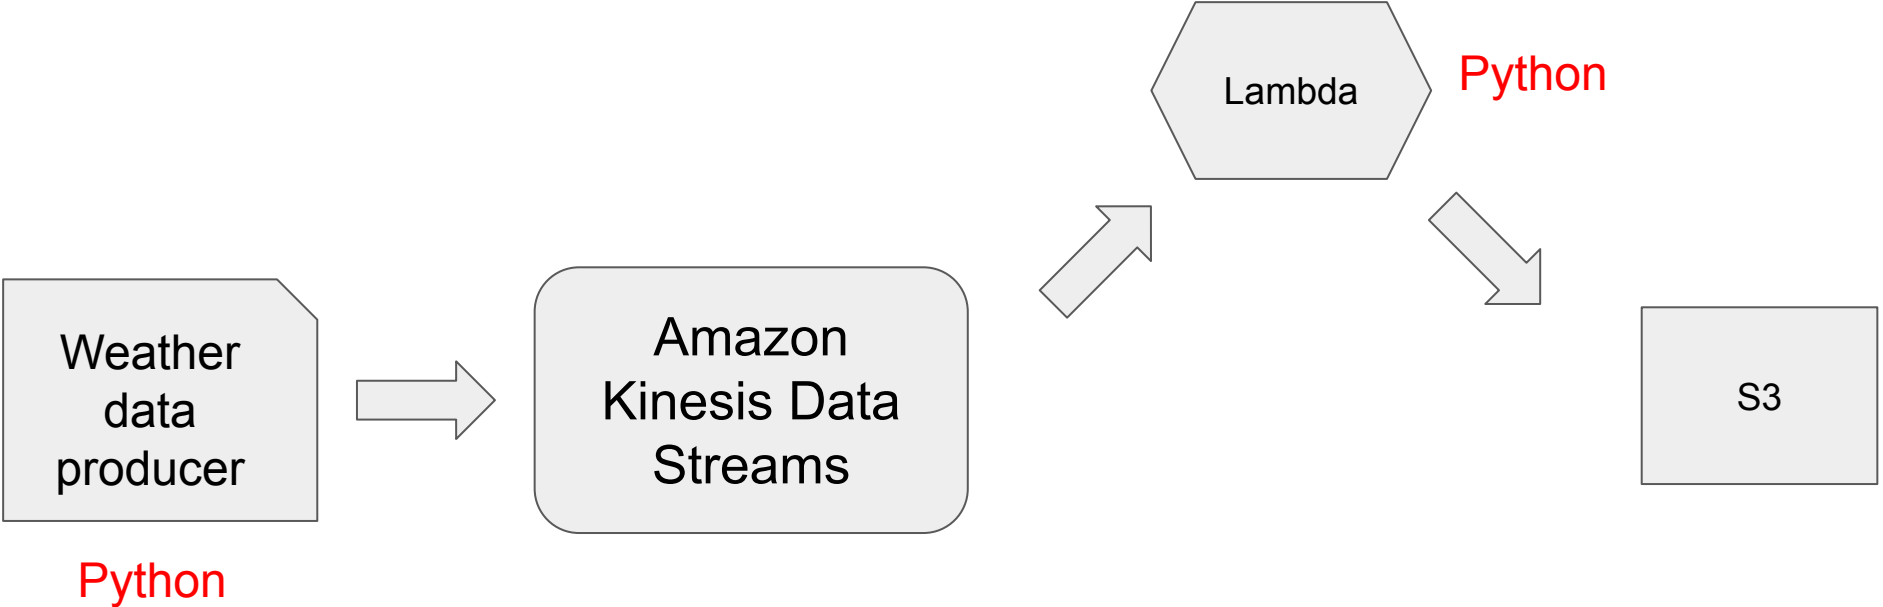 Weather
data
producer
Python
Amazon
Kinesis Data
Streams
Lambda
Python
S3